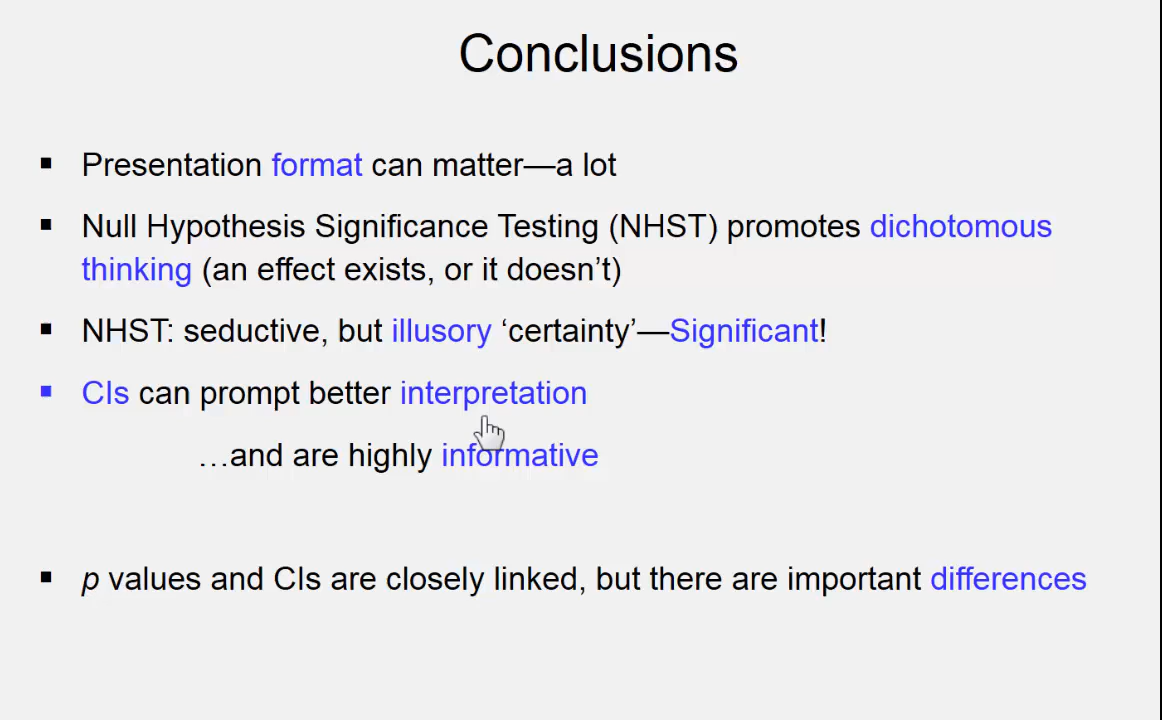 Conclusions
▪ Presentation format can matter—a lot
▪ Null Hypothesis Significance Testing (NHST) promotes dichotomous
thinking (an effect exists, or it doesn’t)
▪ NHST: seductive, but illusory ‘certainty’—Significant!
▪ CIs can prompt better interpretation
…and are highly informative
▪ p values and CIs are closely linked, but there are important differences